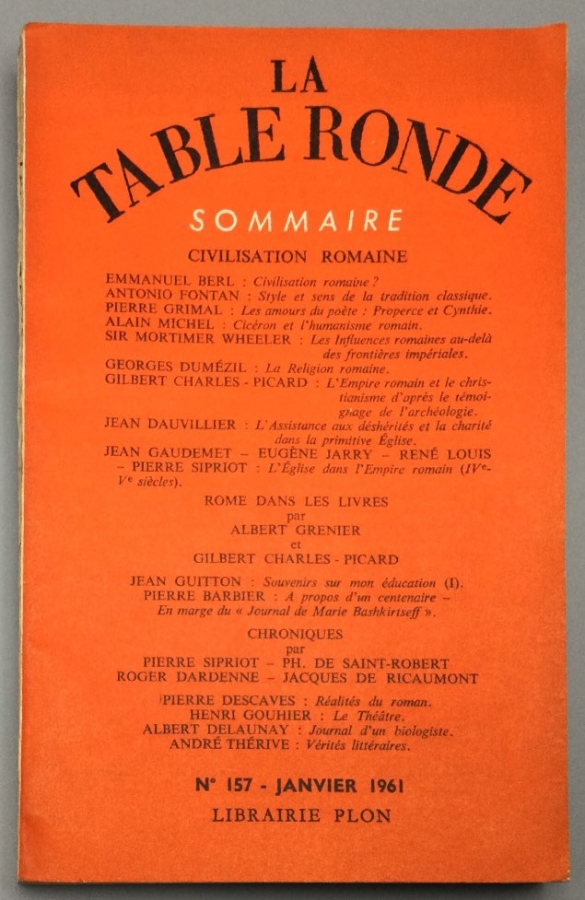 LA
TABLE RONDE
SOMMAIRE
CIVILISATION ROMAINE
EMMANUEL BERL : Civilisation romaine ?
ANTONIO FONTAN : Style et sens de la tradition classique.
PIERRE GRIMAL : Les amours du poète : Properce et Cynthie.
ALAIN MICHEL : Cicéron et l'humanisme romain.
SIR MORTIMER WHEELER : Les Influences romaines au-delà
des frontières impériales.
GEORGES DUMÉZIL : La Religion romaine.
GILBERT CHARLES - PICARD : L'Empire romain et le chris-
tianisme d'après le témoi-
gnage de l'archéologie.
JEAN DAUVILLIER : L'Assistance aux déshérités et la charité
dans la primitive Église.
JEAN GAUDEMET – EUGÈNE JARRY – RENÉ LOUIS
– PIERRE SIPRIOT : L'Église dans l'Empire romain (IVe-
Ve siècles).
ROME DANS LES LIVRES
par
ALBERT GRENIER
et
GILBERT CHARLES - PICARD
JEAN GUITTON : Souvenirs sur mon éducation (I).
PIERRE BARBIER : A propos d'un centenaire –
En marge du « Journal de Marie Bashkirtseff ».
CHRONIQUES
par
PIERRE SIPRIOT – PH. DE SAINT-ROBERT
ROGER DARDENNE – JACQUES DE RICAUMONT
PIERRE DESCAVES : Réalités du roman.
HENRI GOUHIER : Le Théâtre.
ALBERT DELAUNAY : Journal d'un biologiste.
ANDRÉ THÉRIVE : Vérités littéraires.
N° 157 - JANVIER 1961
LIBRAIRIE PLON